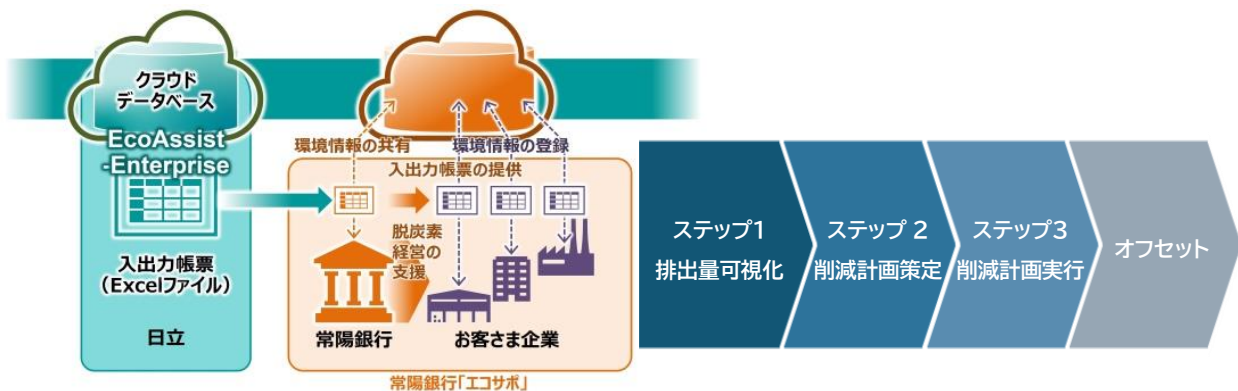 クラウド
データベース
EcoAssist
-Enterprise
入出力帳票
(Excelファイル)
日立
環境情報の共有
環境情報の登録
入出力帳票の提供
脱炭素
経営の
支援
常陽銀行
お客さま企業
常陽銀行「エコサポ」
ステップ1
排出量可視化
ステップ 2
削減計画策定
ステップ3
削減計画実行
オフセット